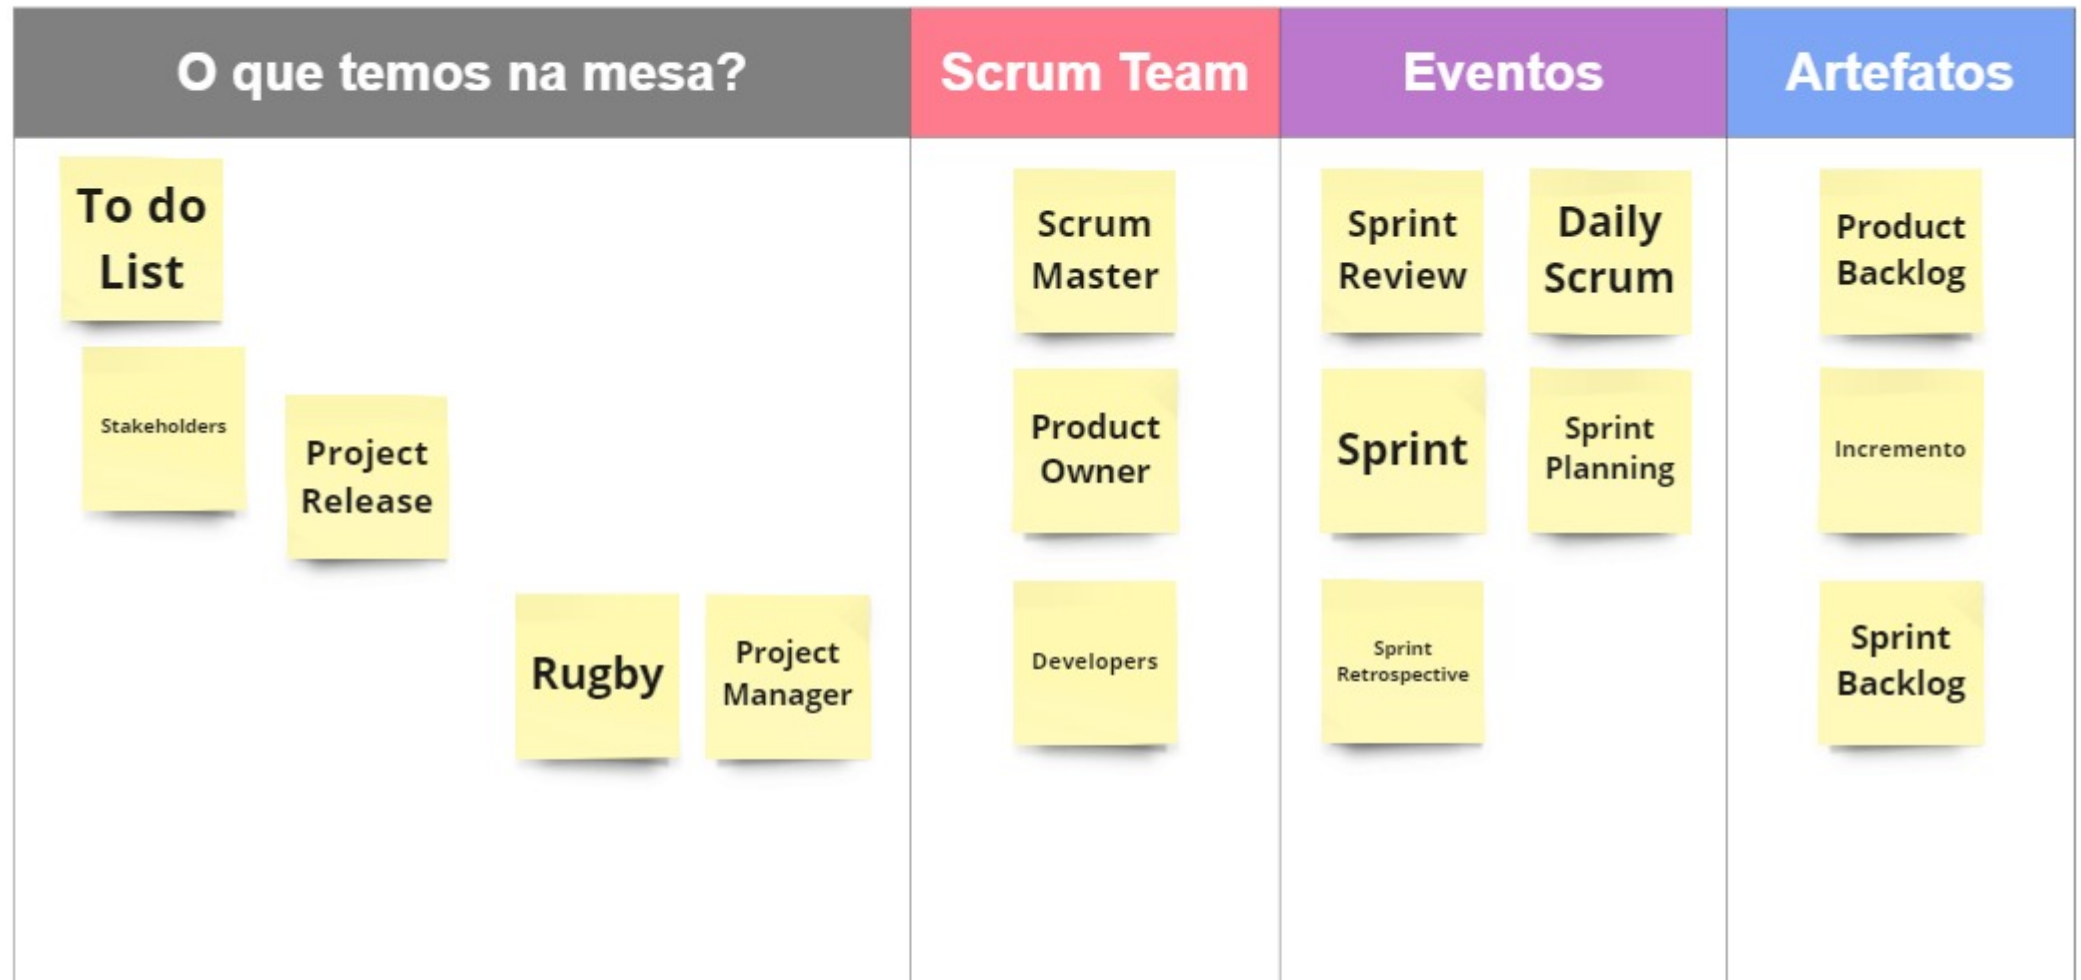 O que temos na mesa?
Scrum Team
Eventos
Artefatos
To do
List
Stakeholders
Project
Release
Rugby
Project
Manager
Scrum
Master
Product
Owner
Developers
Sprint
Review
Daily
Scrum
Sprint
Sprint
Planning
Sprint
Retrospective
Product
Backlog
Incremento
Sprint
Backlog